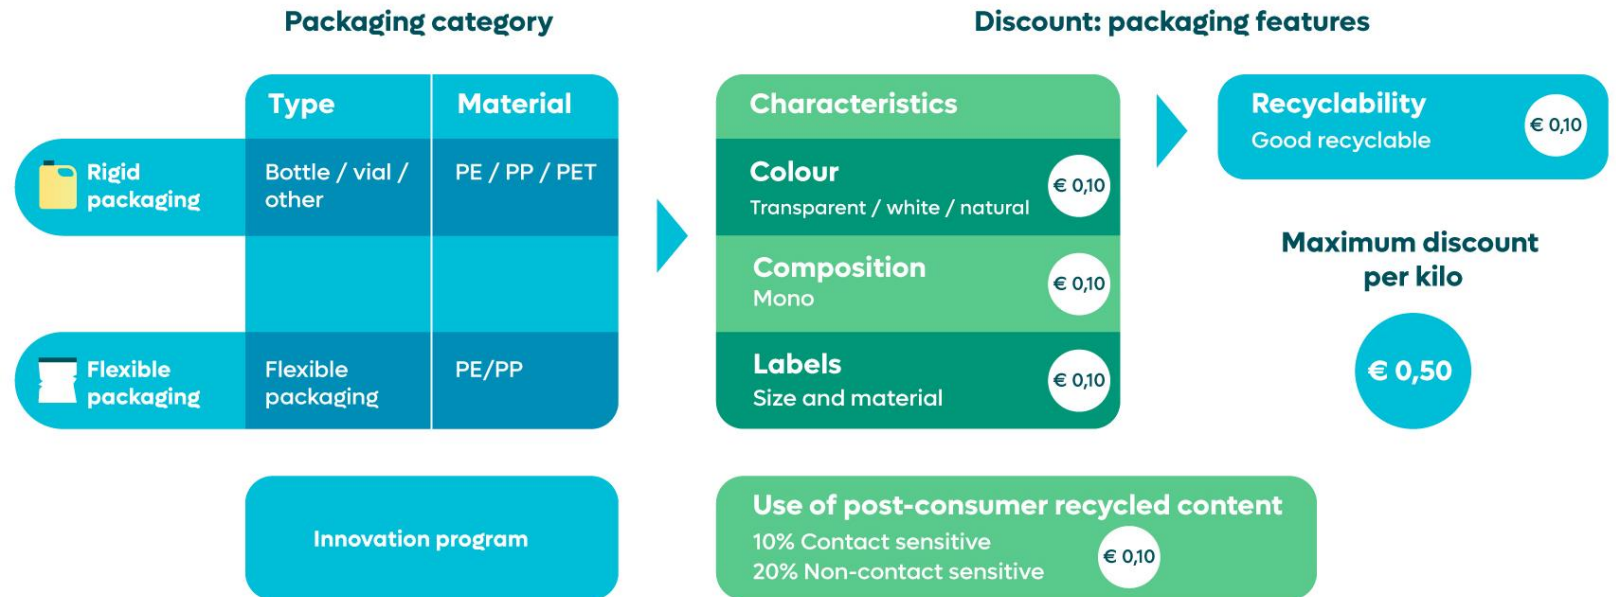 Packaging category
Discount: packaging features
Type
Material
Rigid
packaging
Bottle / vial /
other
PE / PP / PET
Flexible
packaging
Flexible
packaging
PE/PP
Innovation program
Characteristics
Colour
Transparent / white / natural
€ 0,10
Composition
Mono
€ 0,10
Labels
Size and material
€ 0,10
Use of post-consumer recycled content
10% Contact sensitive
20% Non-contact sensitive
€ 0,10
Recyclability
Good recyclable
€ 0,10
Maximum discount
per kilo
€ 0,50